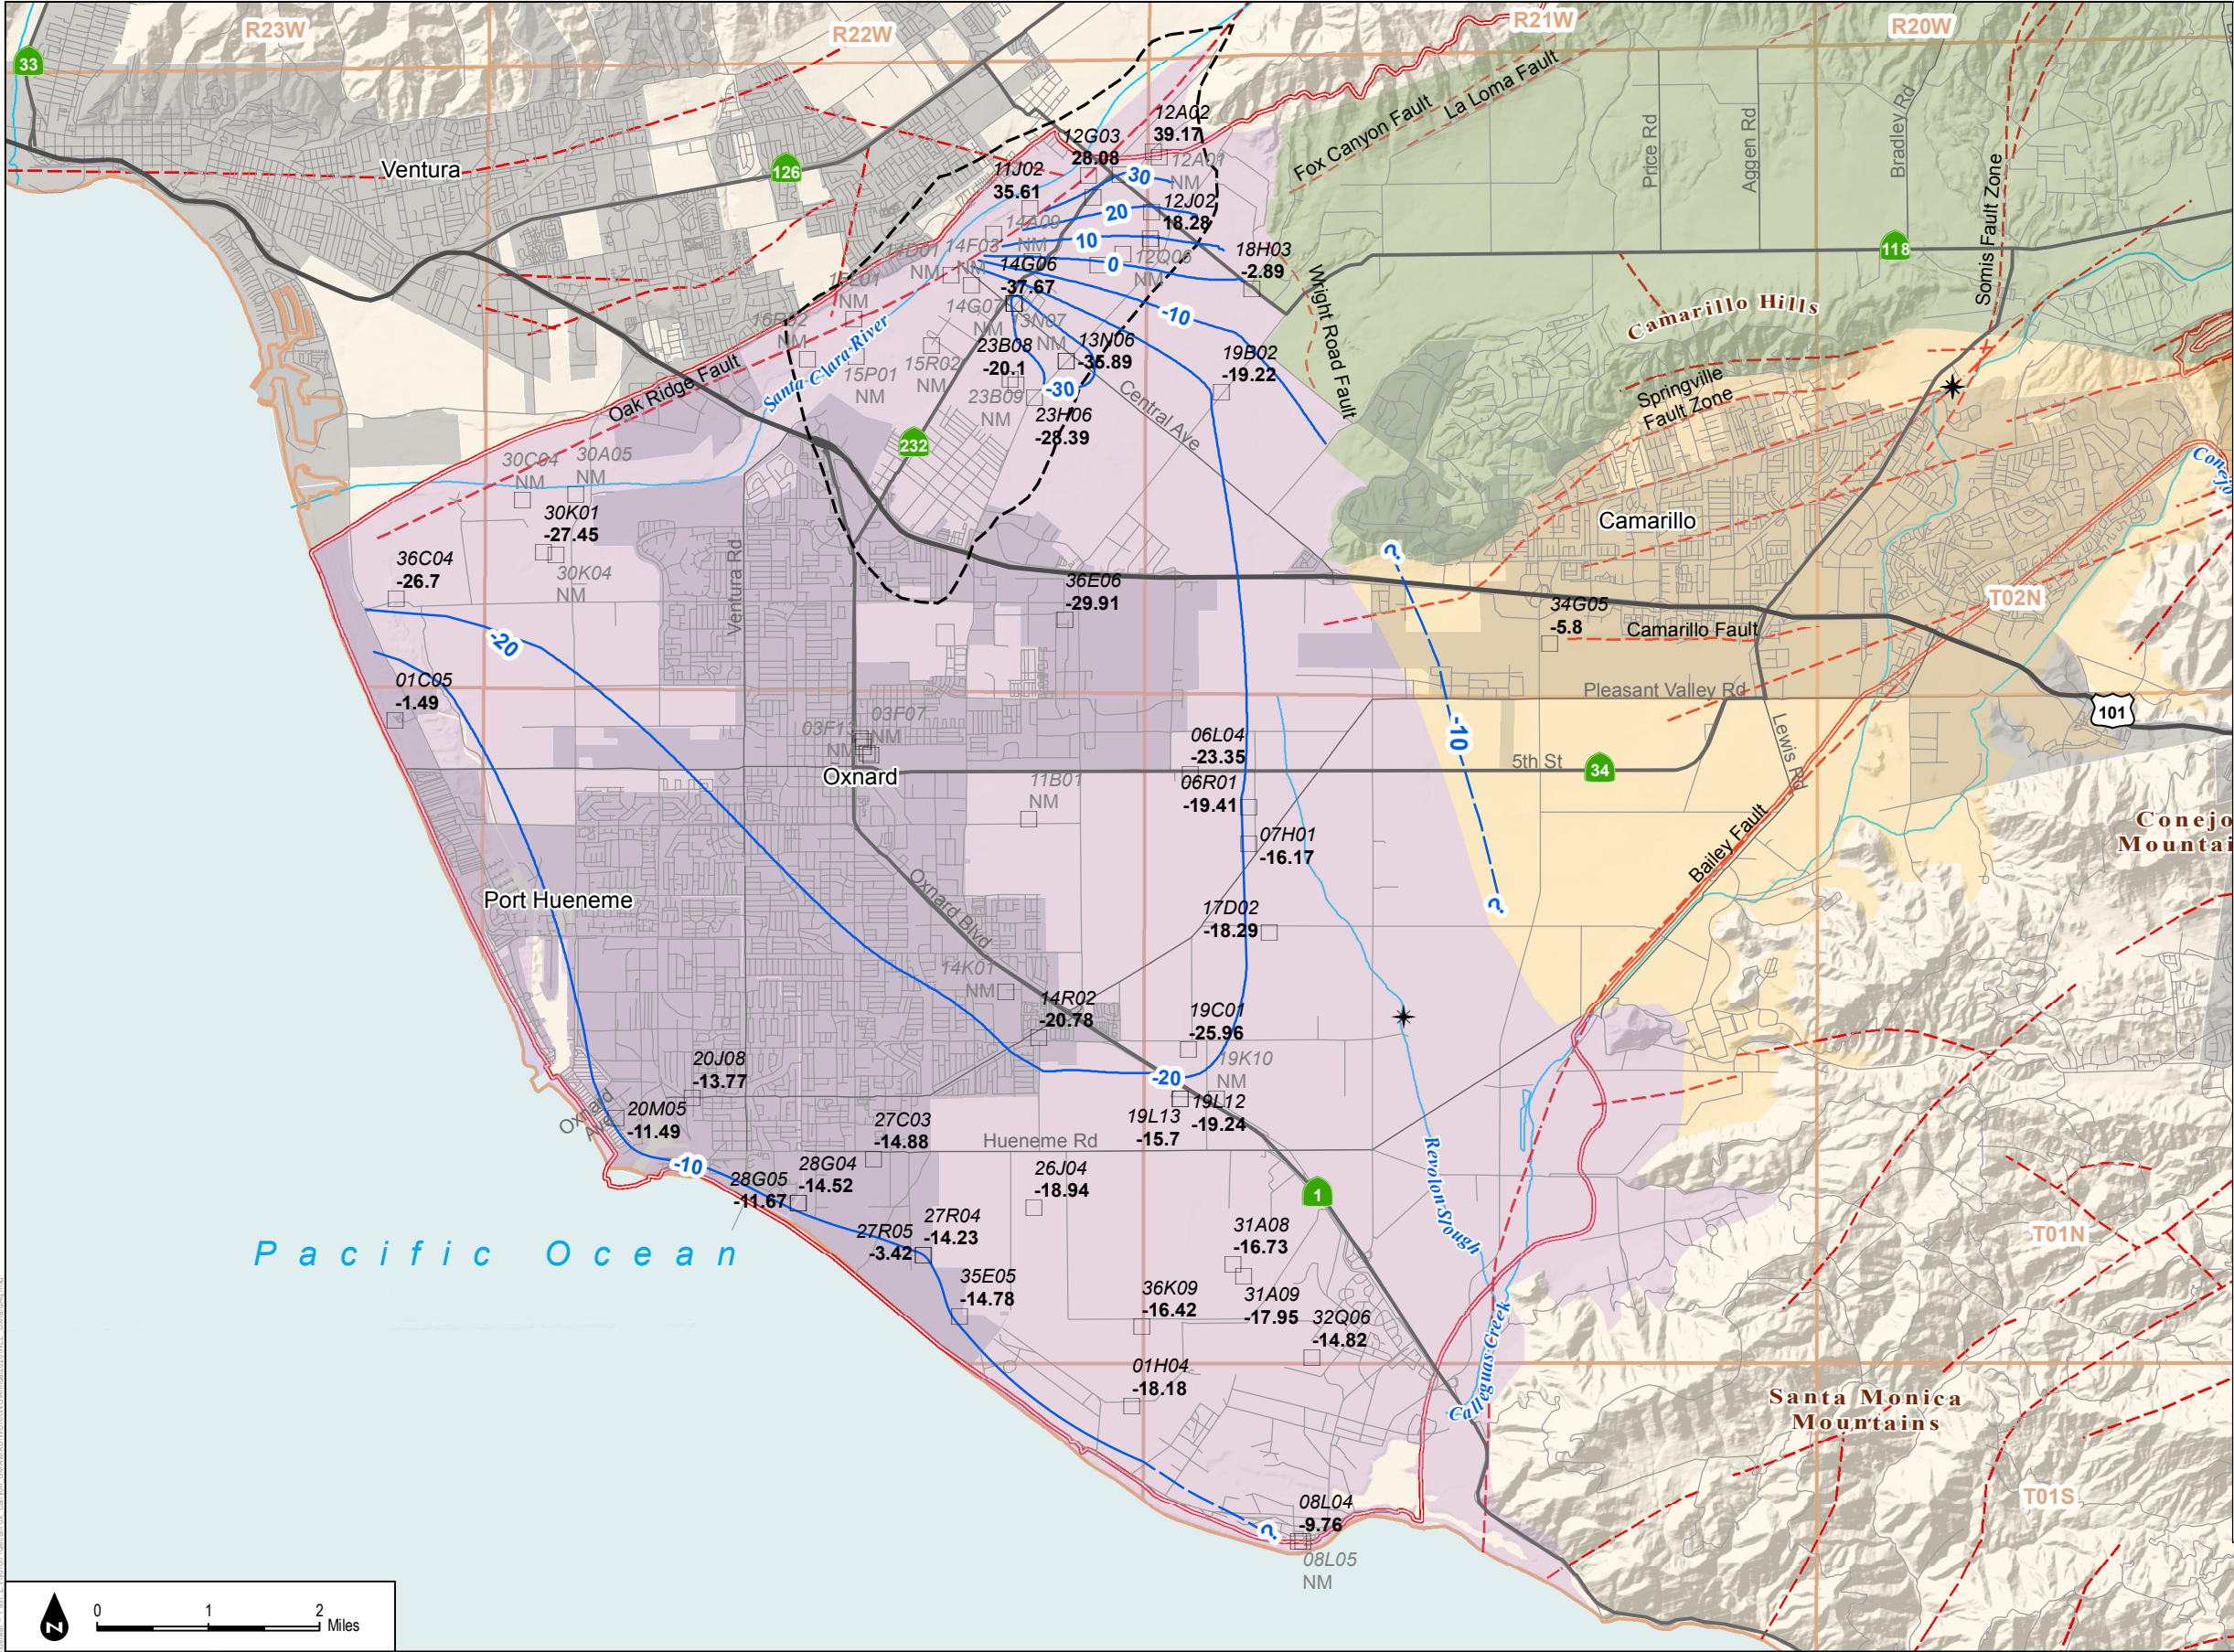 R23W
R22W
R21W
R20W
33
Ventura
126
12A02
39.17
12G03
28.08
12A01
NM
11J02
35.61
30
12J02
18.28
20
10
0
14A09
NM
14D01
NM
14F03
NM
12Q06
NM
18H03
-2.89
14G06
-37.67
15L01
NM
14G07
NM
13N07
NM
-10
16R02
NM
23B08
-20.1
13N06
-35.89
19B02
-19.22
15P01
NM
15R02
NM
23B09
NM
-30
23H06
-28.39
Fox Canyon Fault
La Loma Fault
Price Rd
Aggen Rd
Bradley Rd
Somis Fault Zone
118
Wright Road Fault
Camarillo Hills
Springville
Fault Zone
Central Ave
Santa Clara River
Oak Ridge Fault
232
30C04
NM
30A05
NM
30K01
-27.45
30K04
NM
36C04
-26.7
Ventura Rd
36E06
-29.91
Camarillo
?
34G05
-5.8
Camarillo Fault
T02N
-20
01C05
-1.49
Pleasant Valley Rd
101
Lewis Rd
-10
03F13
NM
03F07
NM
Oxnard
06L04
-23.35
06R01
-19.41
5th St
34
11B01
NM
07H01
-16.17
Conejo
Bailey Fault
Port Hueneme
Oxnard Blvd
17D02
-18.29
?
14K01
NM
14R02
-20.78
19C01
-25.96
19K10
NM
-20
20J08
-13.77
20M05
-11.49
Oxnard
Ave
19L13
-15.7
19L12
-19.24
27C03
-14.88
Hueneme Rd
-10
28G04
-14.52
28G05
-11.67
26J04
-18.94
Revolon Slough
1
27R04
-14.23
27R05
-3.42
31A08
-16.73
T01N
Pacific Ocean
35E05
-14.78
36K09
-16.42
31A09
-17.95
32Q06
-14.82
Calleguas Creek
01H04
-18.18
Santa Monica
Mountains
T01S
08L04
-9.76
?
08L05
NM
N
0 1 2
Miles